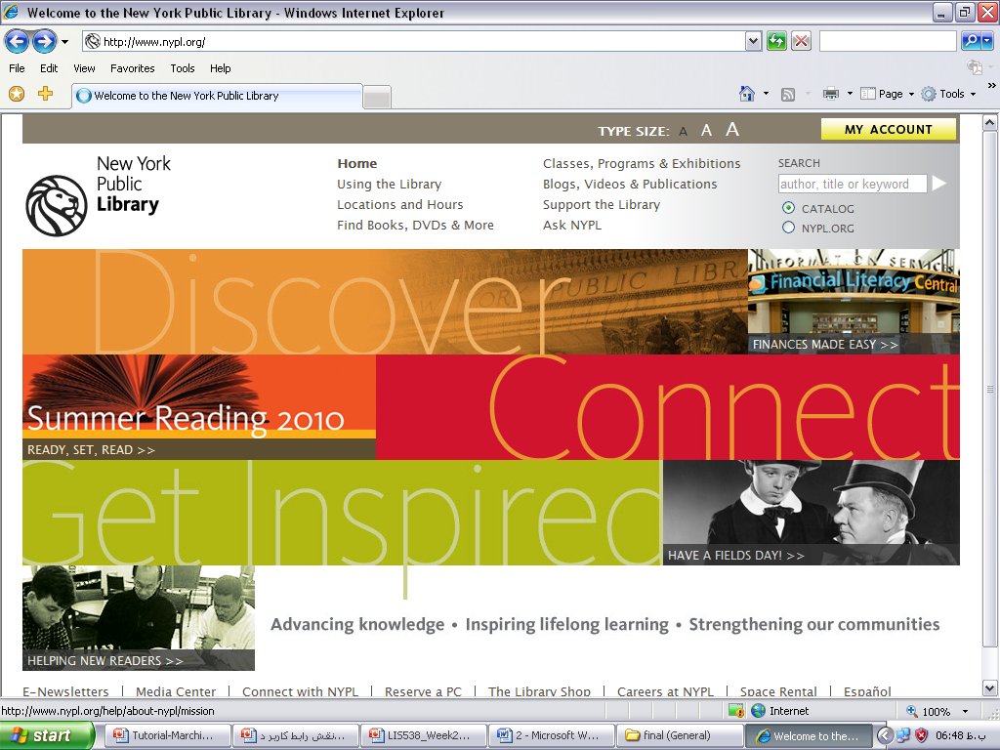 Welcome to the New York Public Library - Windows Internet Explorer
http://www.nypl.org/
File Edit View Favorites Tools Help
Welcome to the New York Public Library
Page Tools
TYPE SIZE: A A A
MY ACCOUNT
New York
Public
Library
Home
Using the Library
Locations and Hours
Find Books, DVDs & More
Classes, Programs & Exhibitions
Blogs, Videos & Publications
Support the Library
Ask NYPL
SEARCH
author, title or keyword
CATALOG
NYPL.ORG
Discover
YORK PUBLIC LIBR
INFORMATION SERVICES
Financial Literacy Central
FINANCES MADE EASY >>
Summer Reading 2010
READY, SET, READ >>
Connect
Get Inspired
HAVE A FIELDS DAY! >>
HELPING NEW READERS >>
Advancing knowledge • Inspiring lifelong learning • Strengthening our communities
E-Newsletters | Media Center | Connect with NYPL | Reserve a PC | The Library Shop | Careers at NYPL | Space Rental | Español
http://www.nypl.org/help/about-nypl/mission
Internet
100%
start
Tutorial-Marchi...
نقش رابط کاربر د...
LIS538_Week2...
2 - Microsoft W...
final (General)
Welcome to the...
06:48 ب.ظ